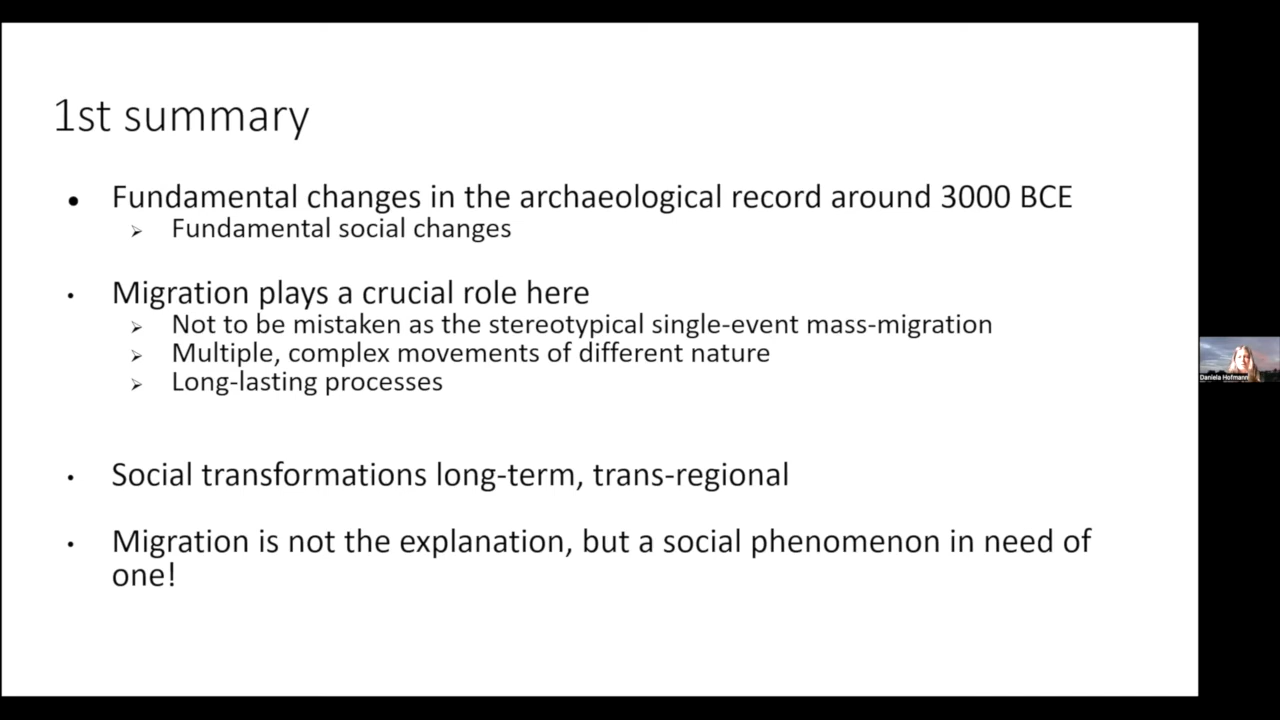 1st summary
• Fundamental changes in the archaeological record around 3000 BCE
➢ Fundamental social changes
• Migration plays a crucial role here
➢ Not to be mistaken as the stereotypical single-event mass-migration
➢ Multiple, complex movements of different nature
➢ Long-lasting processes
• Social transformations long-term, trans-regional
• Migration is not the explanation, but a social phenomenon in need of
one!
Daniela Hofmann